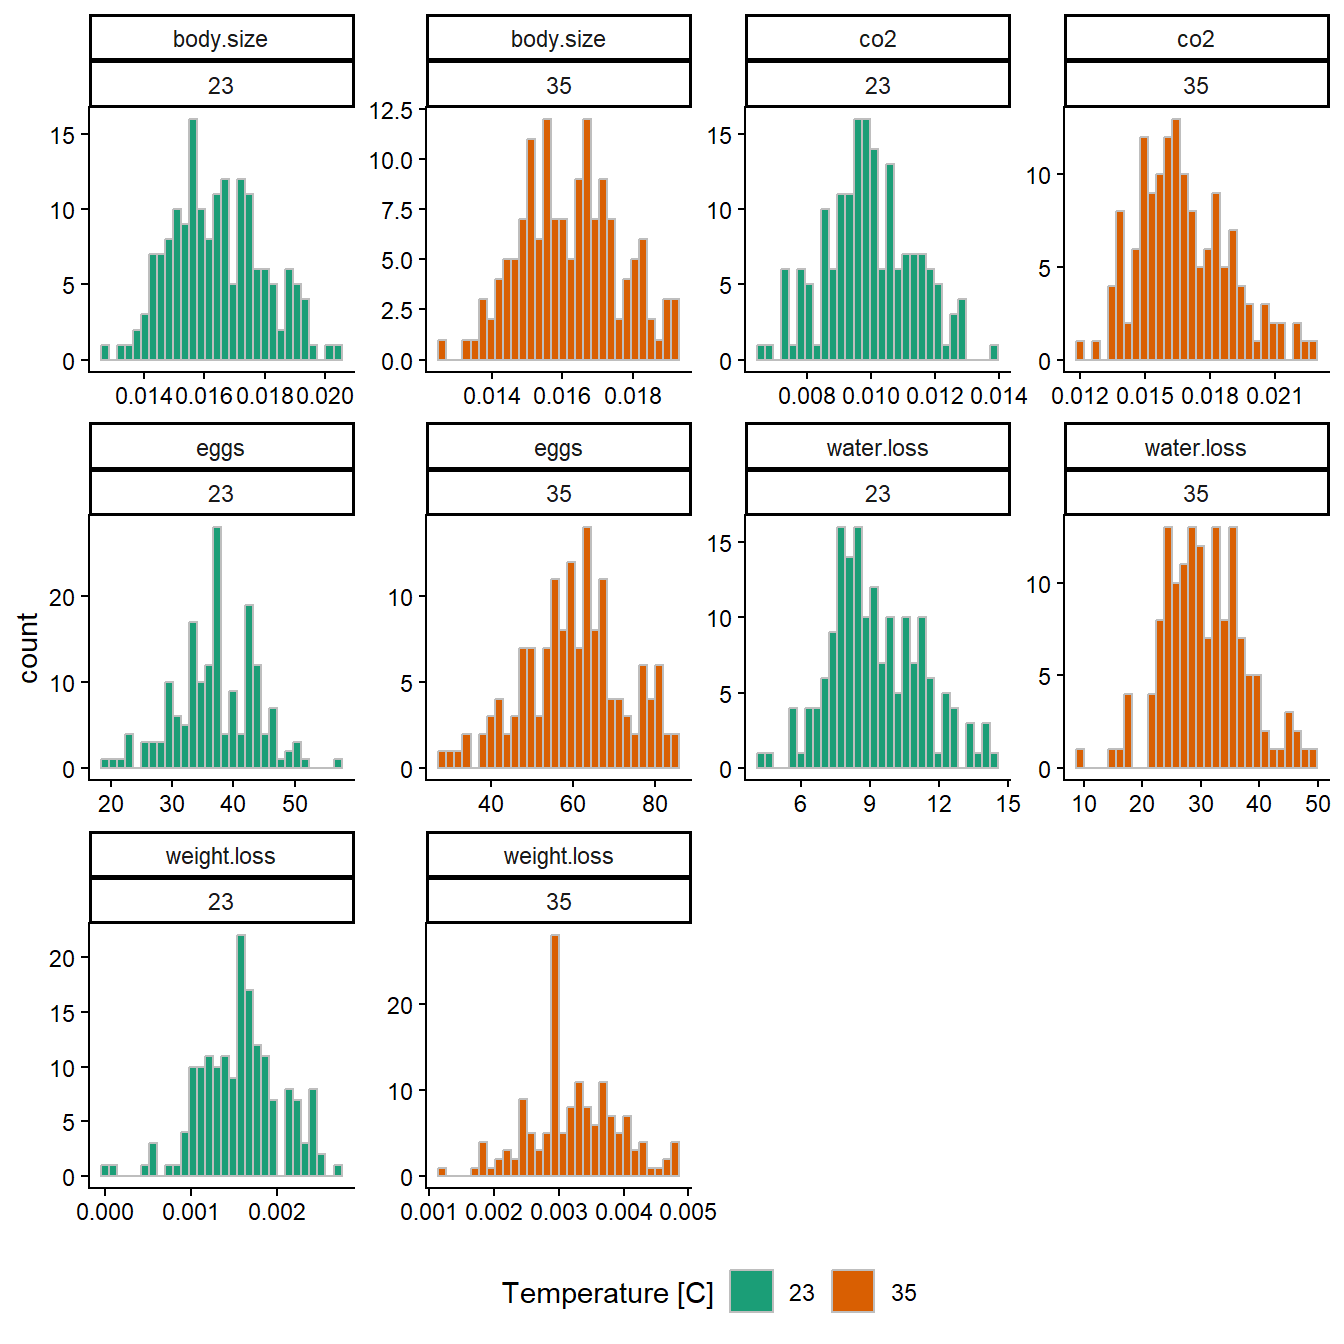 body.size body.size co2 co2
23 35 23 35
15 10 5 0
12.5 10.0 7.5 5.0 2.5 0.0
15 10 5 0
10 5 0
0.014 0.016 0.018 0.020 0.014 0.016 0.018 0.008 0.010 0.012 0.014 0.012 0.015 0.018 0.021
eggs eggs water.loss water.loss
23 35 23 35
count
20 10 0
10 5 0
15 10 5 0
10 5 0
20 30 40 50 40 60 80 6 9 12 15 10 20 30 40 50
weight.loss weight.loss
23 35
20 15 10 5 0
20 10 0
0.000 0.001 0.002 0.001 0.002 0.003 0.004 0.005
Temperature [C] 23 35